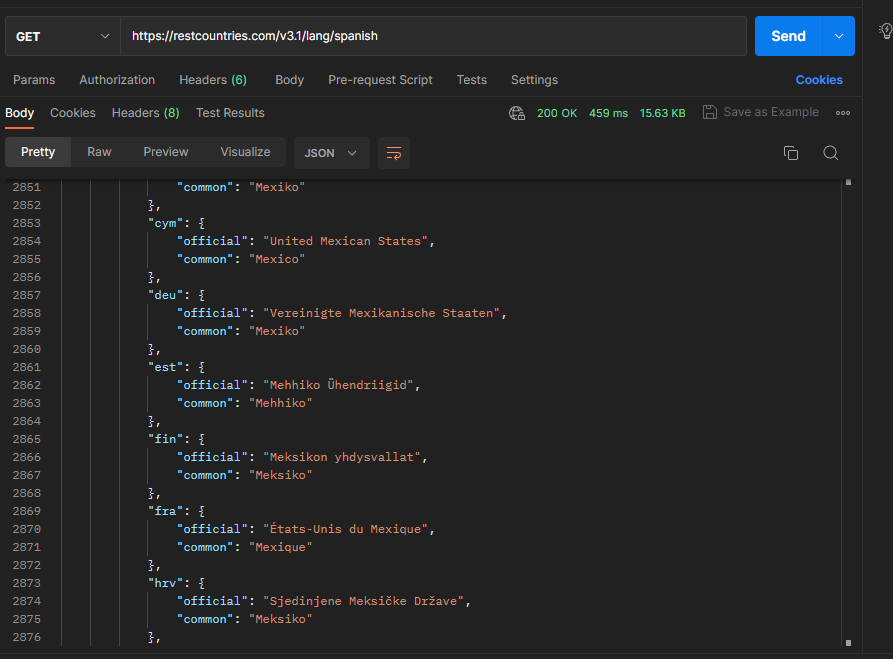 GET https://restcountries.com/v3.1/lang/spanish Send
Params Authorization Headers (6) Body Pre-request Script Tests Settings Cookies
Body Cookies Headers (8) Test Results 200 OK 459 ms 15.63 KB Save as Example
Pretty Raw Preview Visualize JSON
2851 "common": "Mexiko"
2852 },
2853 "cym": {
2854 "official": "United Mexican States",
2855 "common": "Mexico"
2856 },
2857 "deu": {
2858 "official": "Vereinigte Mexikanische Staaten",
2859 "common": "Mexiko"
2860 },
2861 "est": {
2862 "official": "Mehhiko Ühendriigid",
2863 "common": "Mehhiko"
2864 },
2865 "fin": {
2866 "official": "Meksikon yhdysvallat",
2867 "common": "Meksiko"
2868 },
2869 "fra": {
2870 "official": "États-Unis du Mexique",
2871 "common": "Mexique"
2872 },
2873 "hrv": {
2874 "official": "Sjedinjene Meksičke Države",
2875 "common": "Meksiko"
2876 },